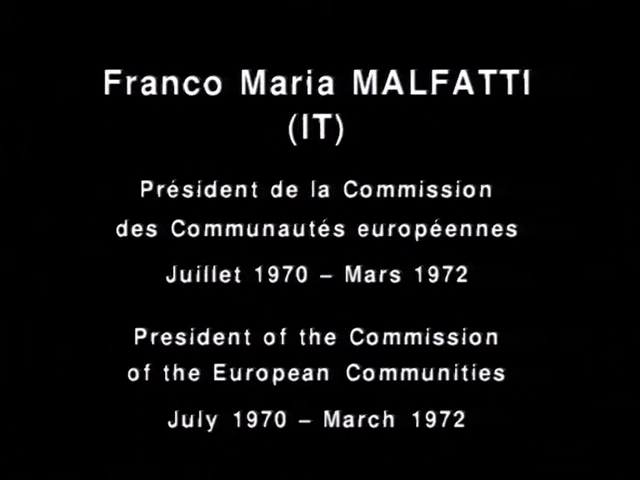 Franco Maria MALFATTI
(IT)
Président de la Commission
des Communautés européennes
Juillet 1970 – Mars 1972
President of the Commission
of the European Communities
July 1970 – March 1972